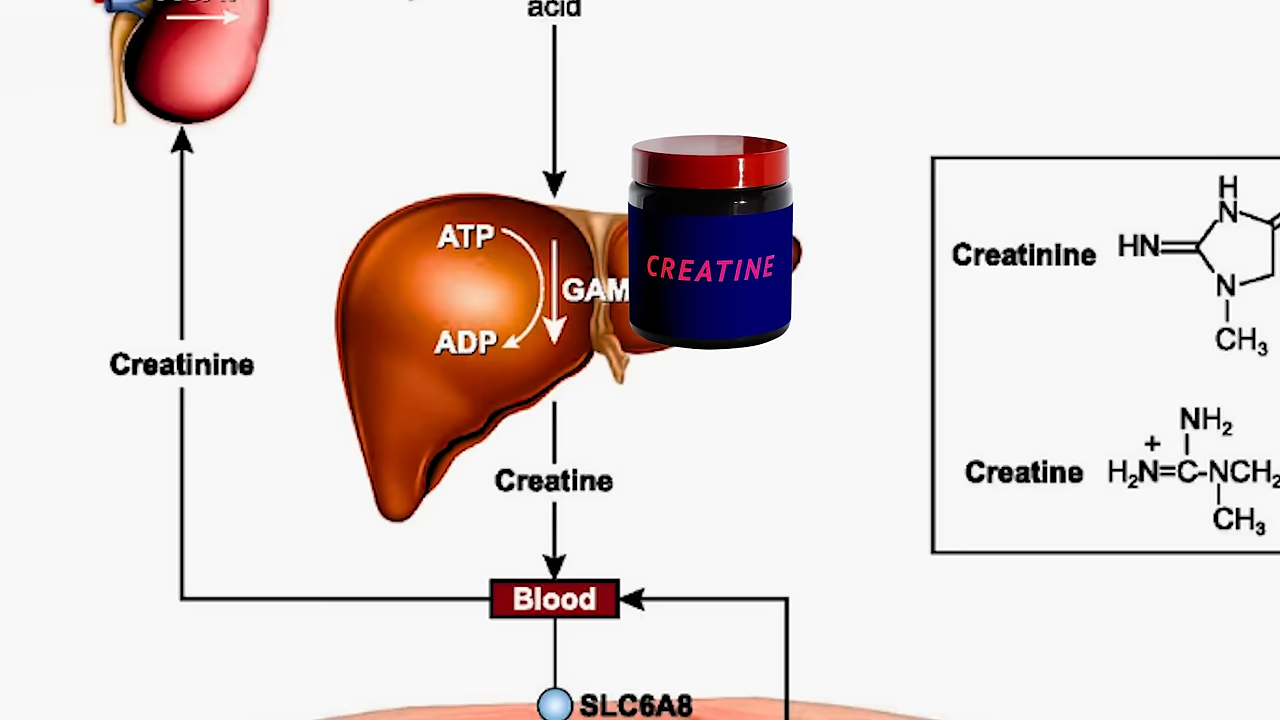 acid
ATP
GAM
ADP
CREATINE
Creatinine
Creatine
Blood
SLC6A8
Creatinine
H
N
HN
N
CH₃
NH₂
+
Creatine
H₂N=C-NCH₂
CH₃